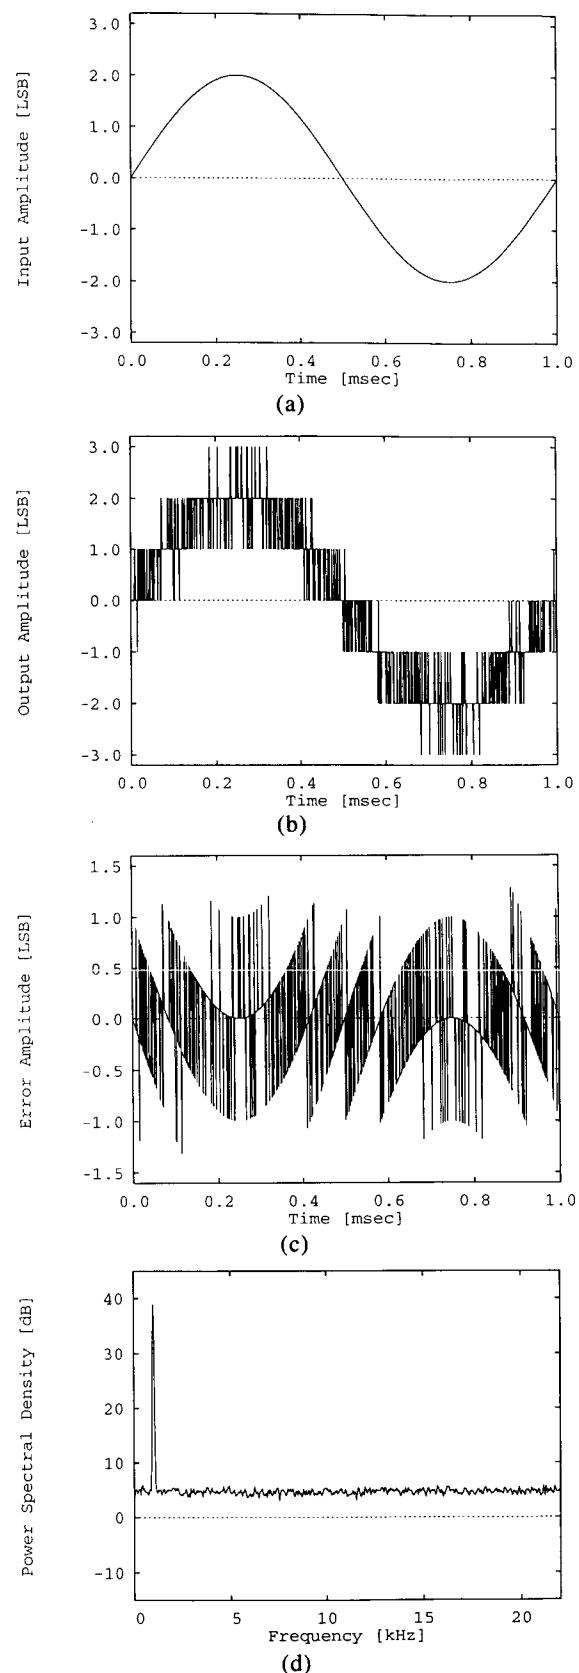 3.0
2.0
1.0
0.0
-1.0
-2.0
-3.0
Input Amplitude [LSB]
0.0 0.2 0.4 0.6 0.8 1.0
Time [msec]
(a)
3.0
2.0
1.0
0.0
-1.0
-2.0
-3.0
Output Amplitude [LSB]
0.0 0.2 0.4 0.6 0.8 1.0
Time [msec]
(b)
1.5
1.0
0.5
0.0
-0.5
-1.0
-1.5
Error Amplitude [LSB]
0.0 0.2 0.4 0.6 0.8 1.0
Time [msec]
(c)
40
30
20
10
0
-10
Power Spectral Density [dB]
0 5 10 15 20
Frequency [kHz]
(d)